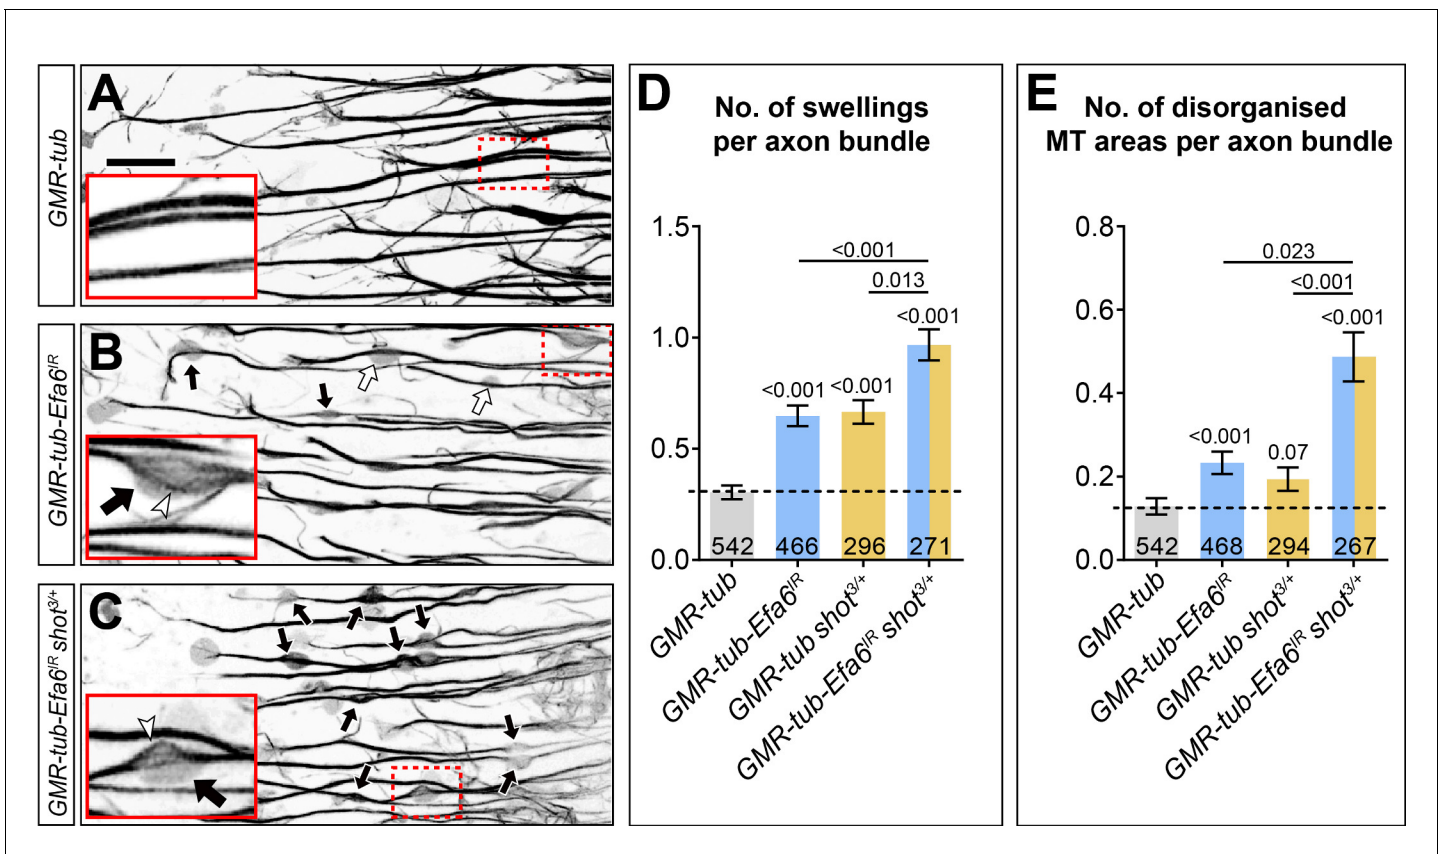 A
GMR-tub
B
GMR-tub-Efa6IR
C
GMR-tub-Efa6IR shot3/+
D
No. of swellings
per axon bundle
1.5
1.0
0.5
0.0
<0.001
0.013
<0.001
<0.001
<0.001
542
466
296
271
GMR-tub
GMR-tub-Efa6IR
GMR-tub shot3/+
GMR-tub-Efa6IR shot3/+
E
No. of disorganised
MT areas per axon bundle
0.8
0.6
0.4
0.2
0.0
0.023
<0.001
<0.001
<0.001
0.07
542
468
294
267
GMR-tub
GMR-tub-Efa6IR
GMR-tub shot3/+
GMR-tub-Efa6IR shot3/+